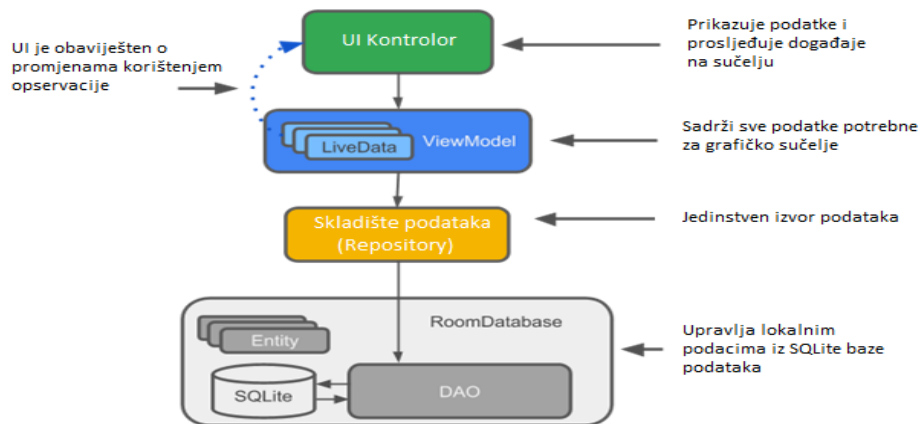 UI Kontrolor
Prikazuje podatke i
prosljeđuje događaje
na sučelju
UI je obaviješten o
promjenama korištenjem
opservacije
LiveData
ViewModel
Sadrži sve podatke potrebne
za grafičko sučelje
Skladište podataka
(Repository)
Jedinstven izvor podataka
RoomDatabase
Entity
SQLite
DAO
Upravlja lokalnim
podacima iz SQLite baze
podataka